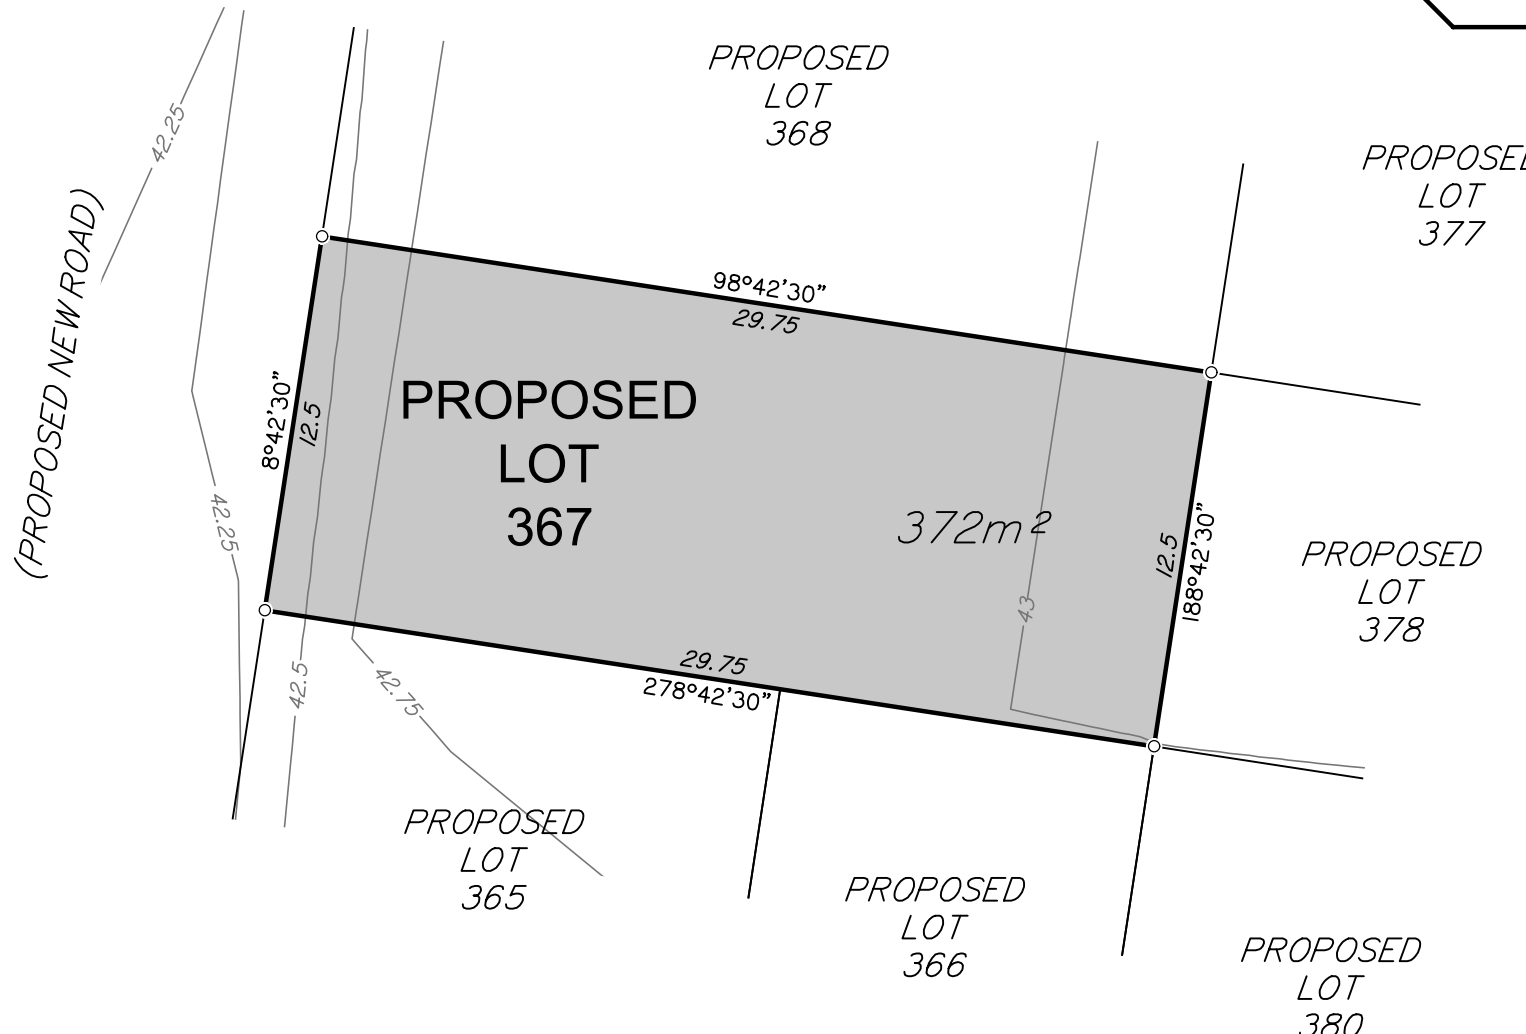 PROPOSED
LOT
368
PROPOSED
LOT
377
42.25
(PROPOSED NEW ROAD)
98°42'30"
29.75
8°42'30"
12.5
PROPOSED
LOT
367
372m²
42.25
12.5
188°42'30"
43
PROPOSED
LOT
378
29.75
278°42'30"
42.5
42.75
PROPOSED
LOT
365
PROPOSED
LOT
366
PROPOSED
LOT
380